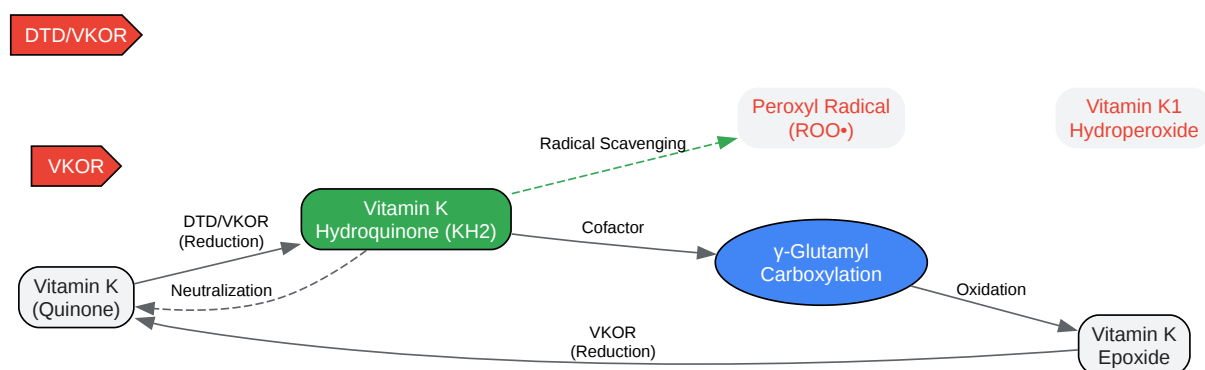 DTD/VKOR
Peroxyl Radical
(ROO•)
Vitamin K1
Hydroperoxide
Radical Scavenging
VKOR
Vitamin K
Hydroquinone (KH2)
DTD/VKOR
(Reduction)
Cofactor
γ-Glutamyl
Carboxylation
Vitamin K
(Quinone)
Neutralization
Oxidation
VKOR
(Reduction)
Vitamin K
Epoxide